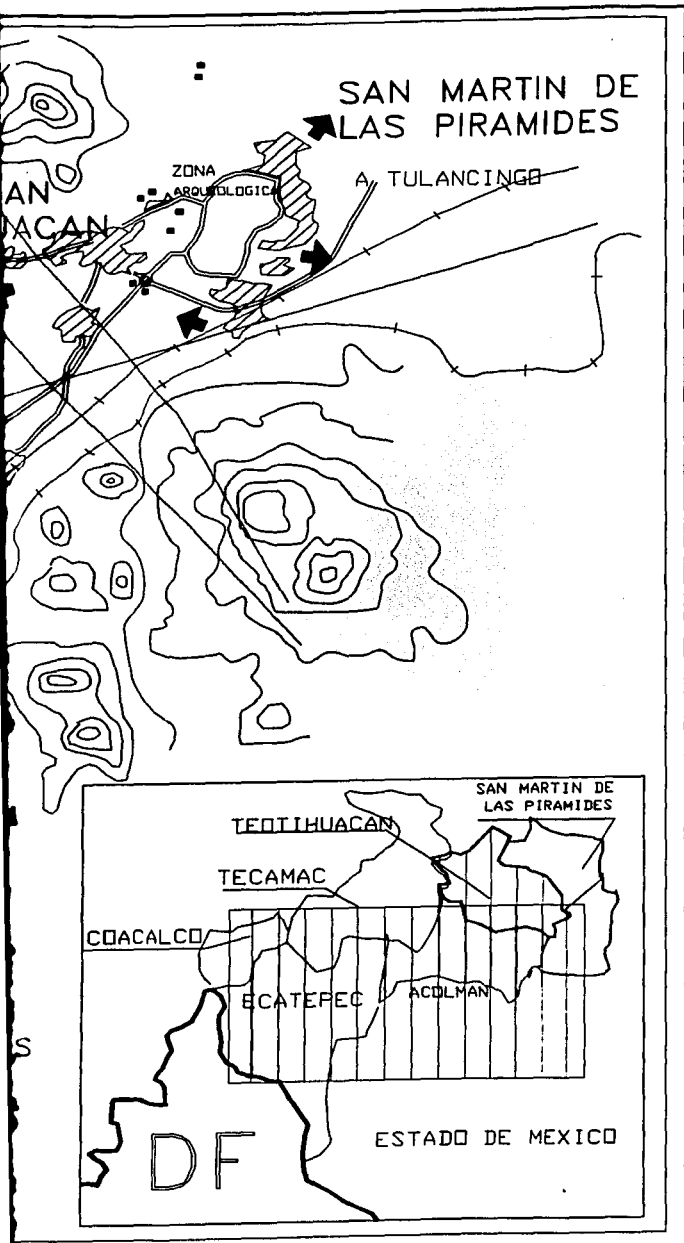 SAN MARTIN DE
LAS PIRAMIDES
ZONA
ARQUEOLOGICA
A TULANCINGO
AN
ACAN
SAN MARTIN DE
LAS PIRAMIDES
TEOTIHUACAN
TECAMAC
COACALCO
ECATEPEC
ACOLMAN
S
DF
ESTADO DE MEXICO